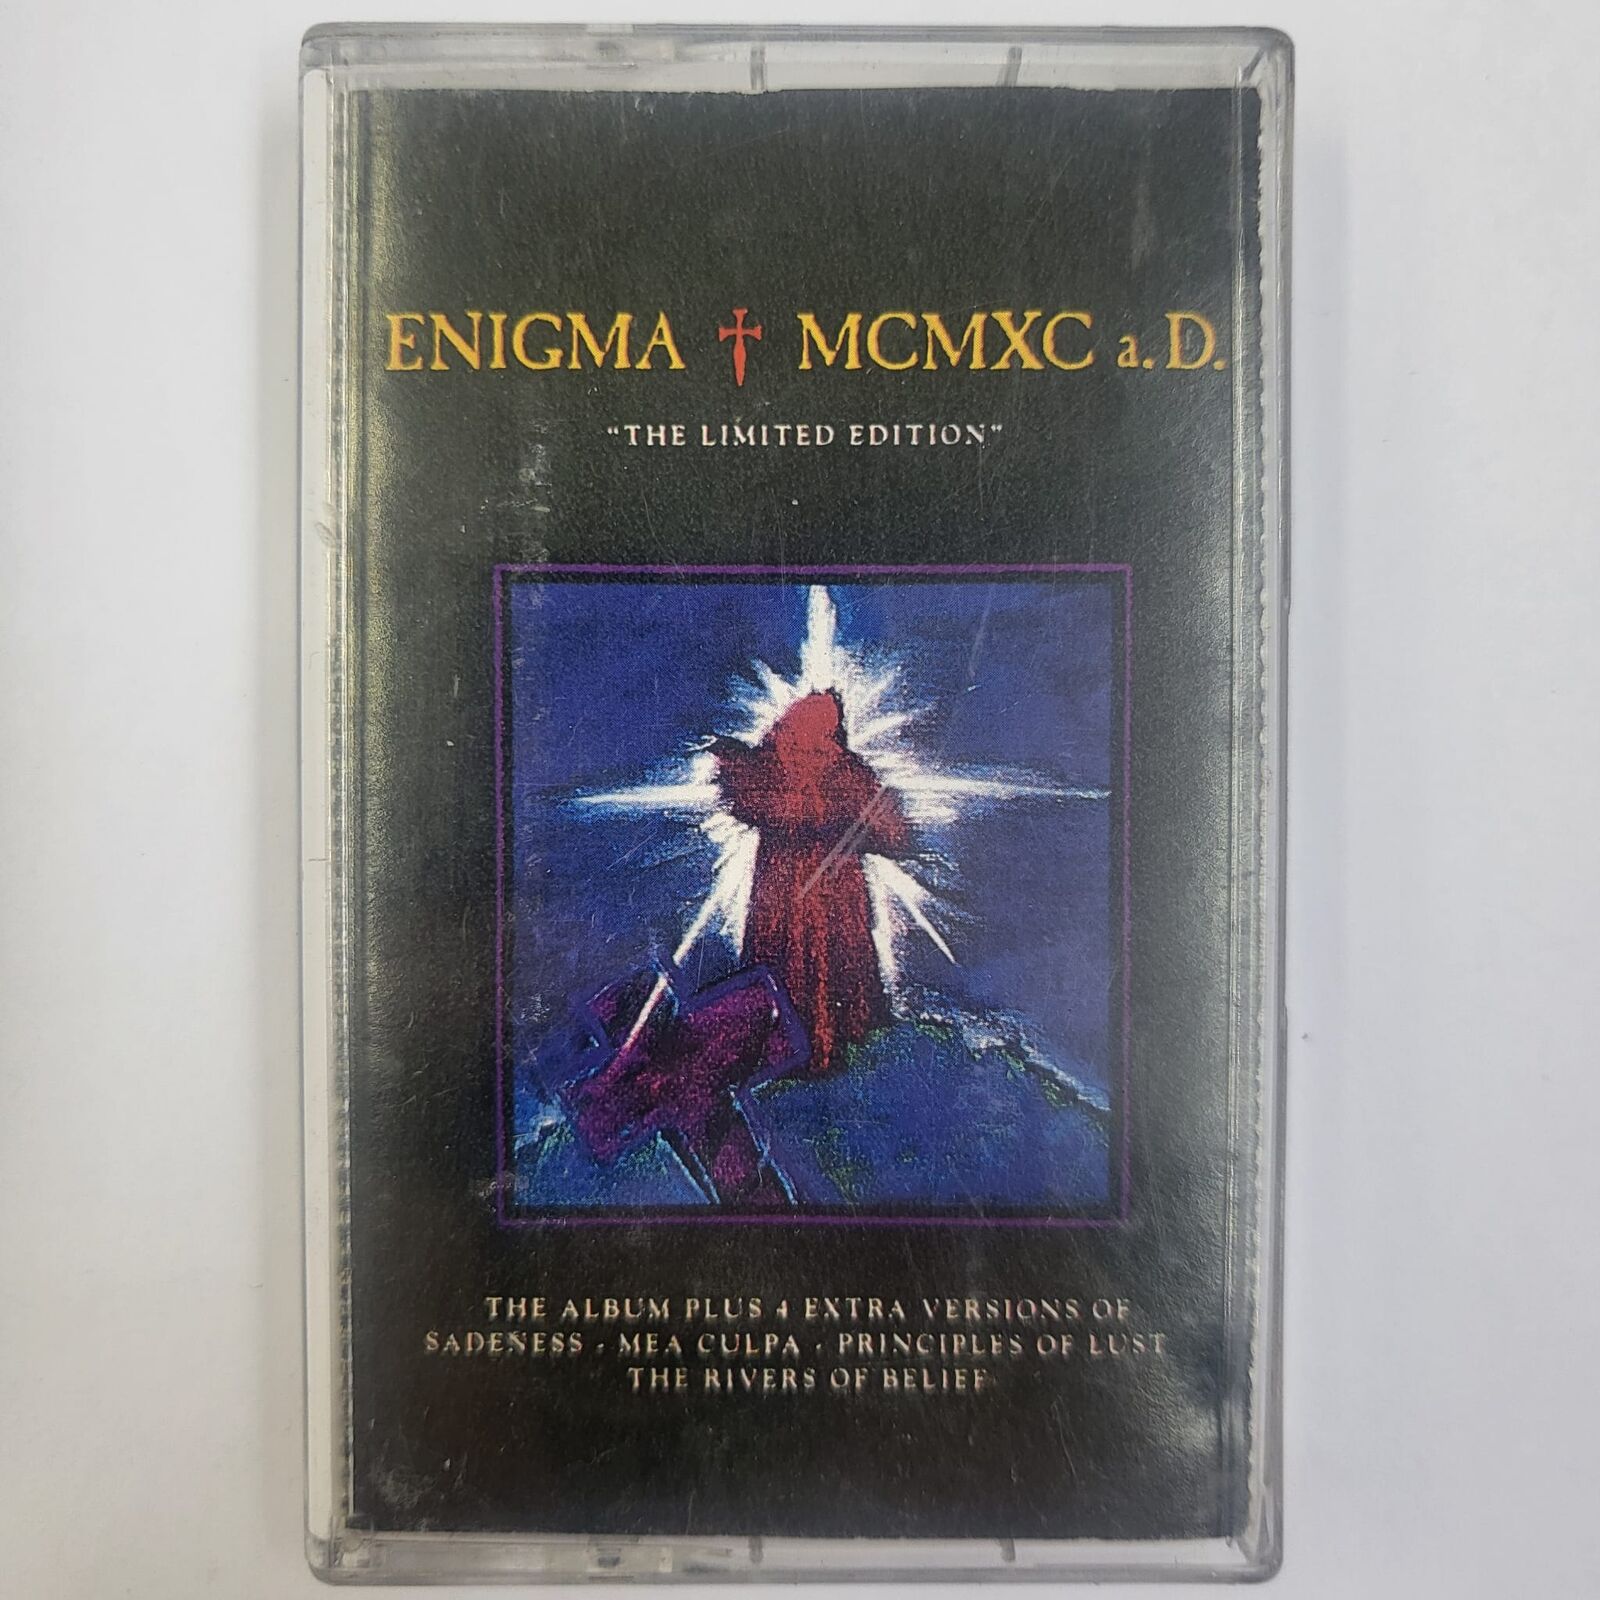 ENIGMA † MCMXC a.D.
"THE LIMITED EDITION"
THE ALBUM PLUS 4 EXTRA VERSIONS OF
SADENESS - MEA CULPA - PRINCIPLES OF LUST
THE RIVERS OF BELIEF